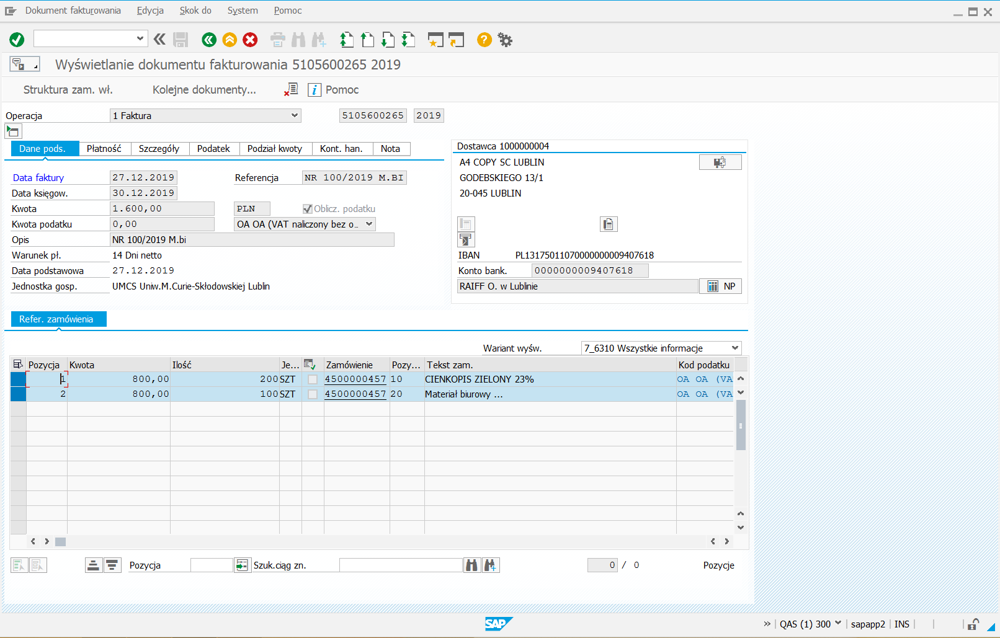 Dokument fakturowania Edycja Skok do System Pomoc
Wyświetlanie dokumentu fakturowania 5105600265 2019
Struktura zam. wł. Kolejne dokumenty... Pomoc
Operacja 1 Faktura 5105600265 2019
Dane pods. Płatność Szczegóły Podatek Podział kwoty Kont. han. Nota
Data faktury 27.12.2019 Referencja NR 100/2019 M.BI
Data księgow. 30.12.2019
Kwota 1.600,00 PLN Oblicz. podatku
Kwota podatku 0,00 OA OA (VAT naliczony bez o...
Opis NR 100/2019 M.bi
Warunek pł. 14 Dni netto
Data podstawowa 27.12.2019
Jednostka gosp. UMCS Uniw.M.Curie-Skłodowskiej Lublin
Dostawca 1000000004
A4 COPY SC LUBLIN
GODEBSKIEGO 13/1
20-045 LUBLIN
IBAN PL13175011070000000009407618
Konto bank. 0000000009407618
RAIFF O. w Lublinie NP
Refer. zamówienia
Wariant wyśw. 7_6310 Wszystkie informacje
Pozycja Kwota Ilość Je... Zamówienie Pozy... Tekst zam. Kod podatku
1 800,00 200 SZT 4500000457 10 CIENKOPIS ZIELONY 23% OA OA (VA
2 800,00 100 SZT 4500000457 20 Materiał biurowy ... OA OA (VA
Pozycja Szuk.ciąg zn. 0 / 0 Pozycje
SAP QAS (1) 300 sapapp2 INS